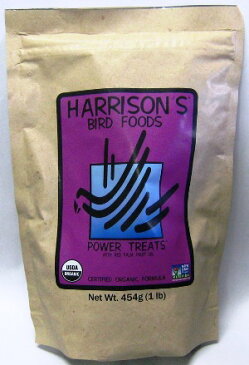 HARRISON'S
BIRD FOODS
POWER TREATS
WITH RED PALM FRUIT OIL
USDA
ORGANIC
CERTIFIED ORGANIC FORMULA
Net Wt. 454g (1 lb)